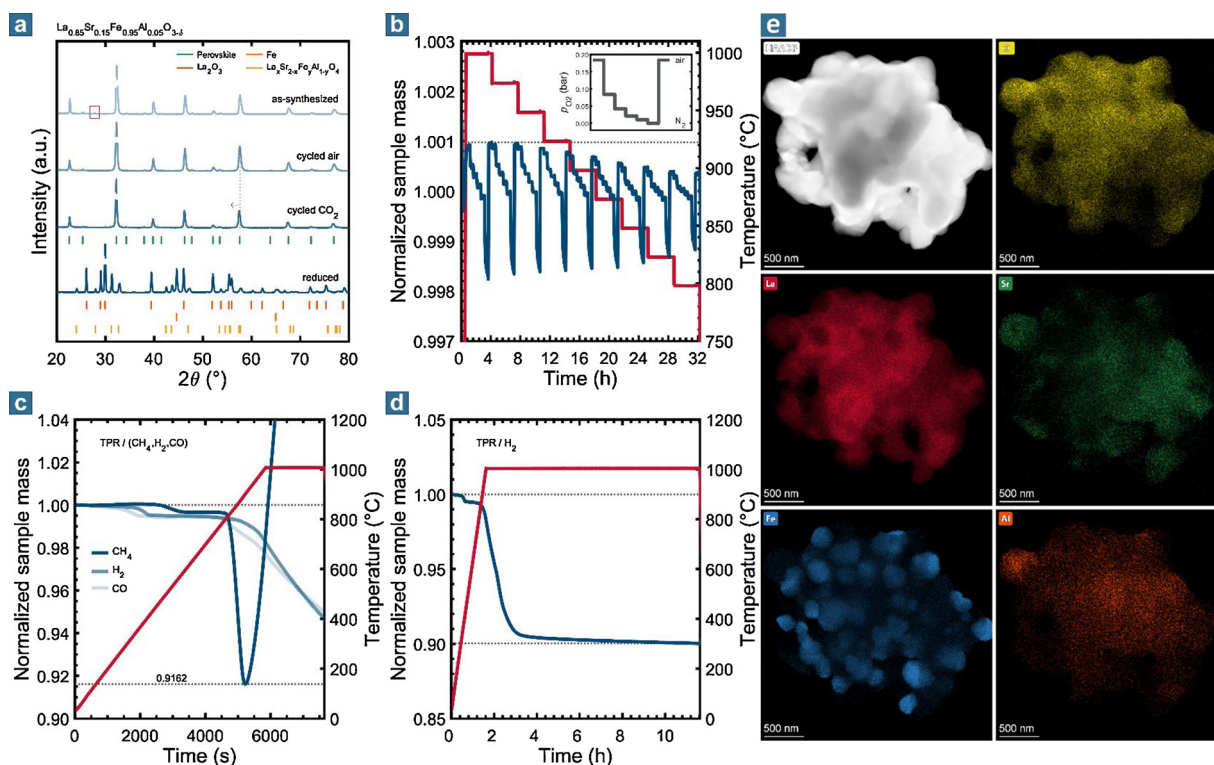 a
La0.85Sr0.15Fe0.95Al0.05O3-δ
Perovskite
Fe
La2O3
LaxSr2-xFeyAl1-yO4
as-synthesized
cycled air
cycled CO2
reduced
Intensity (a.u.)
20 30 40 50 60 70 80
2θ (°)
b
1.003
1.002
1.001
1.000
0.999
0.998
0.997
Normalized sample mass
0 4 8 12 16 20 24 28 32
Time (h)
1000
950
900
850
800
750
Temperature (°C)
0.20
0.15
0.10
0.05
0.00
pO2 (bar)
air
N2
c
TPR / (CH4,H2,CO)
1.04
1.02
1.00
0.98
0.96
0.94
0.92
0.90
Normalized sample mass
CH4
H2
CO
0.9162
0 2000 4000 6000
Time (s)
1200
1000
800
600
400
200
0
Temperature (°C)
d
TPR / H2
1.05
1.00
0.95
0.90
0.85
Normalized sample mass
0 2 4 6 8 10
Time (h)
1200
1000
800
600
400
200
0
Temperature (°C)
e
HAADF
500 nm
500 nm
La
500 nm
Sr
500 nm
Fe
500 nm
Al
500 nm